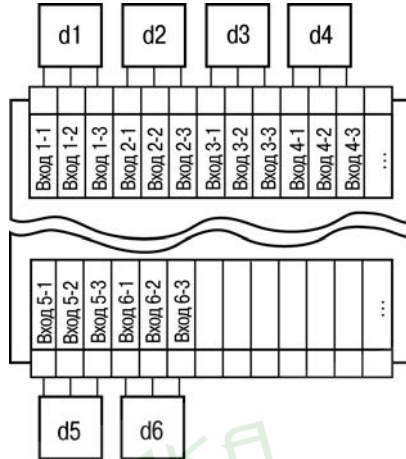 d1 d2 d3 d4
Вход 1-1
Вход 1-2
Вход 1-3
Вход 2-1
Вход 2-2
Вход 2-3
Вход 3-1
Вход 3-2
Вход 3-3
Вход 4-1
Вход 4-2
Вход 4-3
...
Вход 5-1
Вход 5-2
Вход 5-3
Вход 6-1
Вход 6-2
Вход 6-3
...
d5 d6